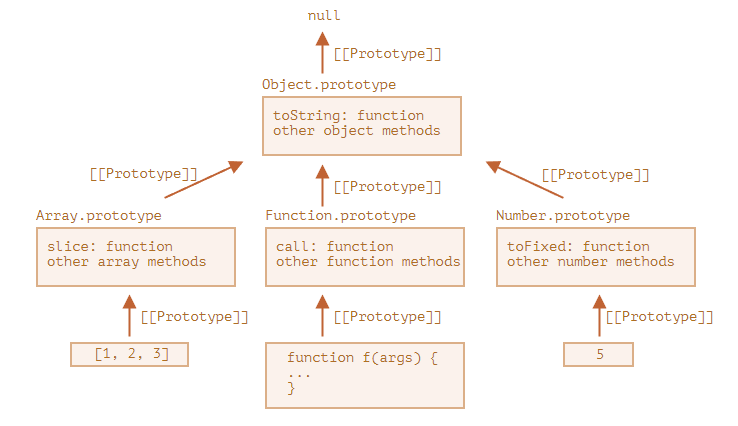 null
[[Prototype]]
Object.prototype
toString: function
other object methods
[[Prototype]]
[[Prototype]]
[[Prototype]]
Array.prototype
slice: function
other array methods
Function.prototype
call: function
other function methods
Number.prototype
toFixed: function
other number methods
[[Prototype]]
[[Prototype]]
[[Prototype]]
[1, 2, 3]
function f(args) {
...
}
5